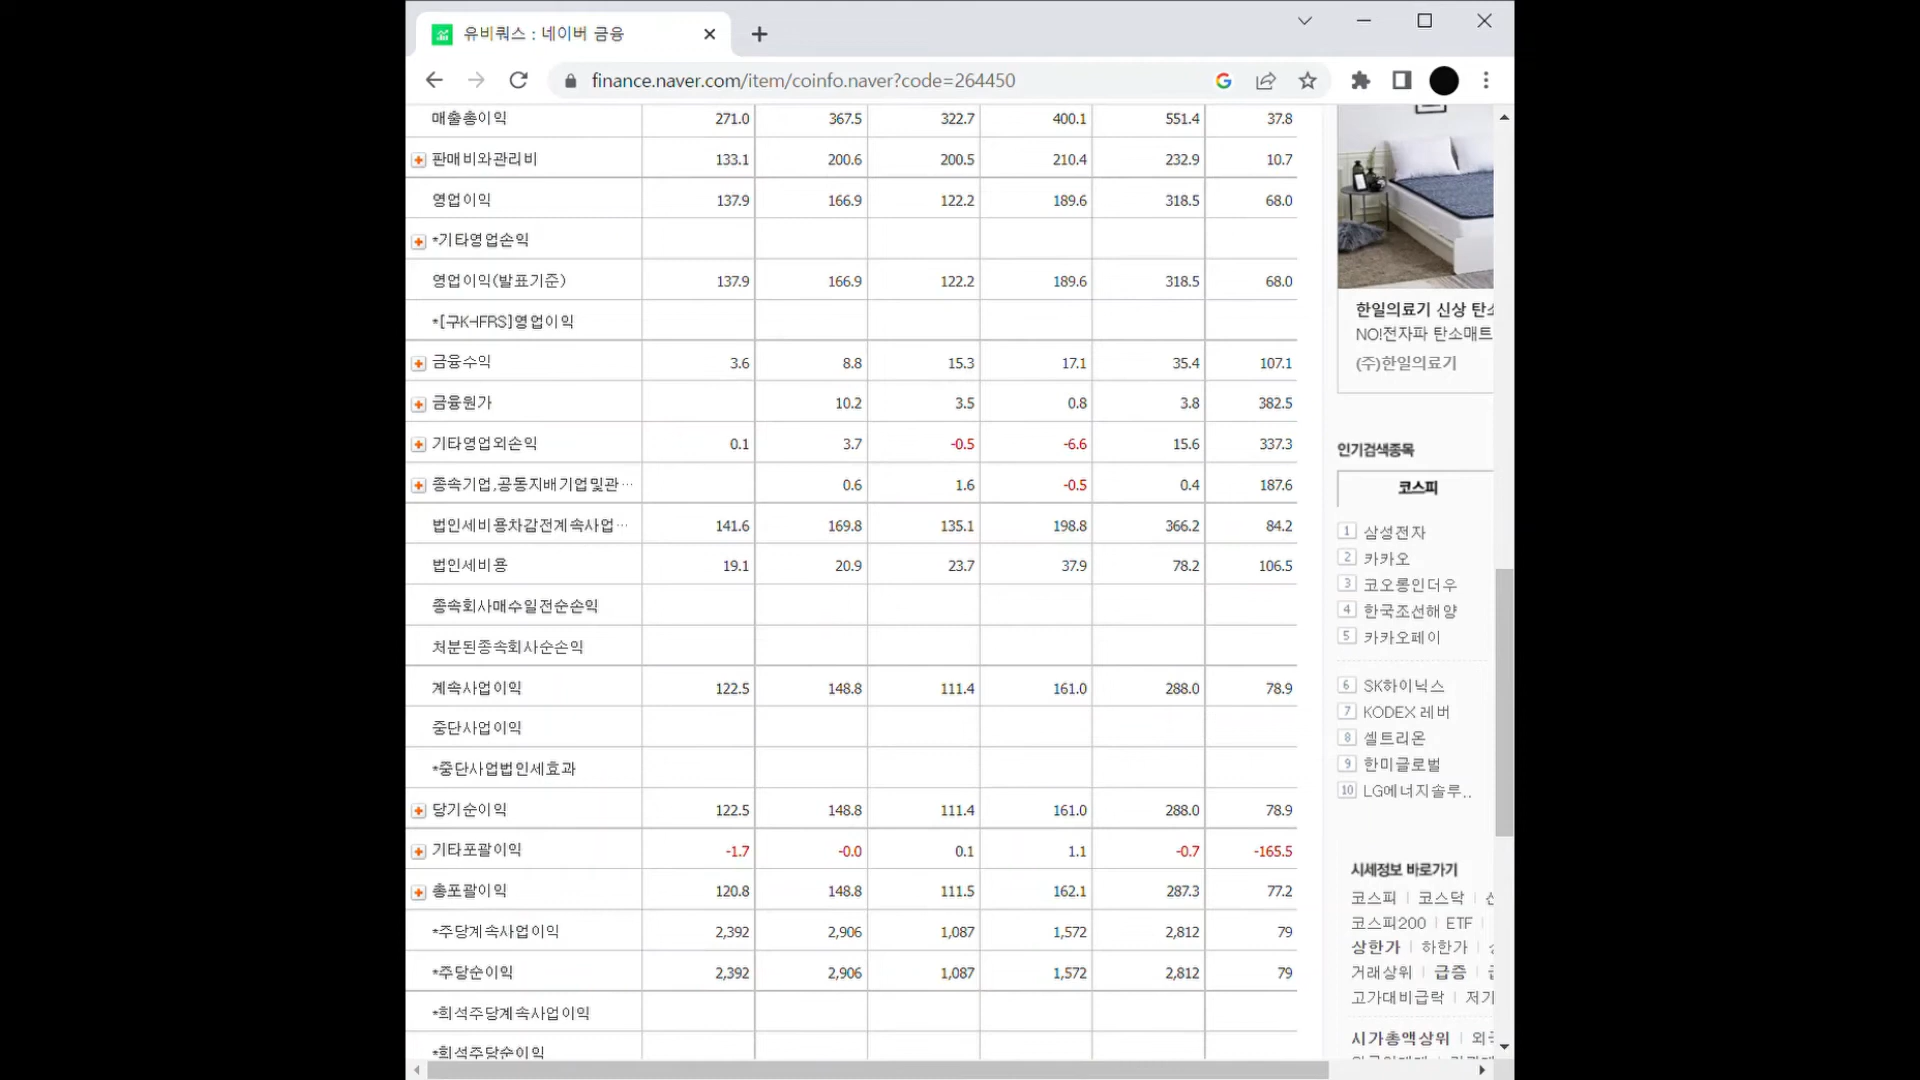 유비쿼스 : 네이버 금융
finance.naver.com/item/coinfo.naver?code=264450
매출총이익 271.0 367.5 322.7 400.1 551.4 37.8
판매비와관리비 133.1 200.6 200.5 210.4 232.9 10.7
영업이익 137.9 166.9 122.2 189.6 318.5 68.0
*기타영업손익
영업이익(발표기준) 137.9 166.9 122.2 189.6 318.5 68.0
*[구K-IFRS]영업이익
금융수익 3.6 8.8 15.3 17.1 35.4 107.1
금융원가 10.2 3.5 0.8 3.8 382.5
기타영업외손익 0.1 3.7 -0.5 -6.6 15.6 337.3
종속기업,공동지배기업및관… 0.6 1.6 -0.5 0.4 187.6
법인세비용차감전계속사업… 141.6 169.8 135.1 198.8 366.2 84.2
법인세비용 19.1 20.9 23.7 37.9 78.2 106.5
종속회사매수일전순손익
처분된종속회사순손익
계속사업이익 122.5 148.8 111.4 161.0 288.0 78.9
중단사업이익
*중단사업법인세효과
당기순이익 122.5 148.8 111.4 161.0 288.0 78.9
기타포괄이익 -1.7 -0.0 0.1 1.1 -0.7 -165.5
총포괄이익 120.8 148.8 111.5 162.1 287.3 77.2
*주당계속사업이익 2,392 2,906 1,087 1,572 2,812 79
*주당순이익 2,392 2,906 1,087 1,572 2,812 79
*희석주당계속사업이익
*희석주당순이익
한일의료기 신상 탄소
NO!전자파 탄소매트
(주)한일의료기
인기검색종목
코스피
1 삼성전자
2 카카오
3 코오롱인더우
4 한국조선해양
5 카카오페이
6 SK하이닉스
7 KODEX 레버
8 셀트리온
9 한미글로벌
10 LG에너지솔루..
시세정보 바로가기
코스피 | 코스닥 |
코스피200 | ETF |
상한가 | 하한가 |
거래상위 | 급증 |
고가대비급락 | 저가
시가총액상위 | 외국